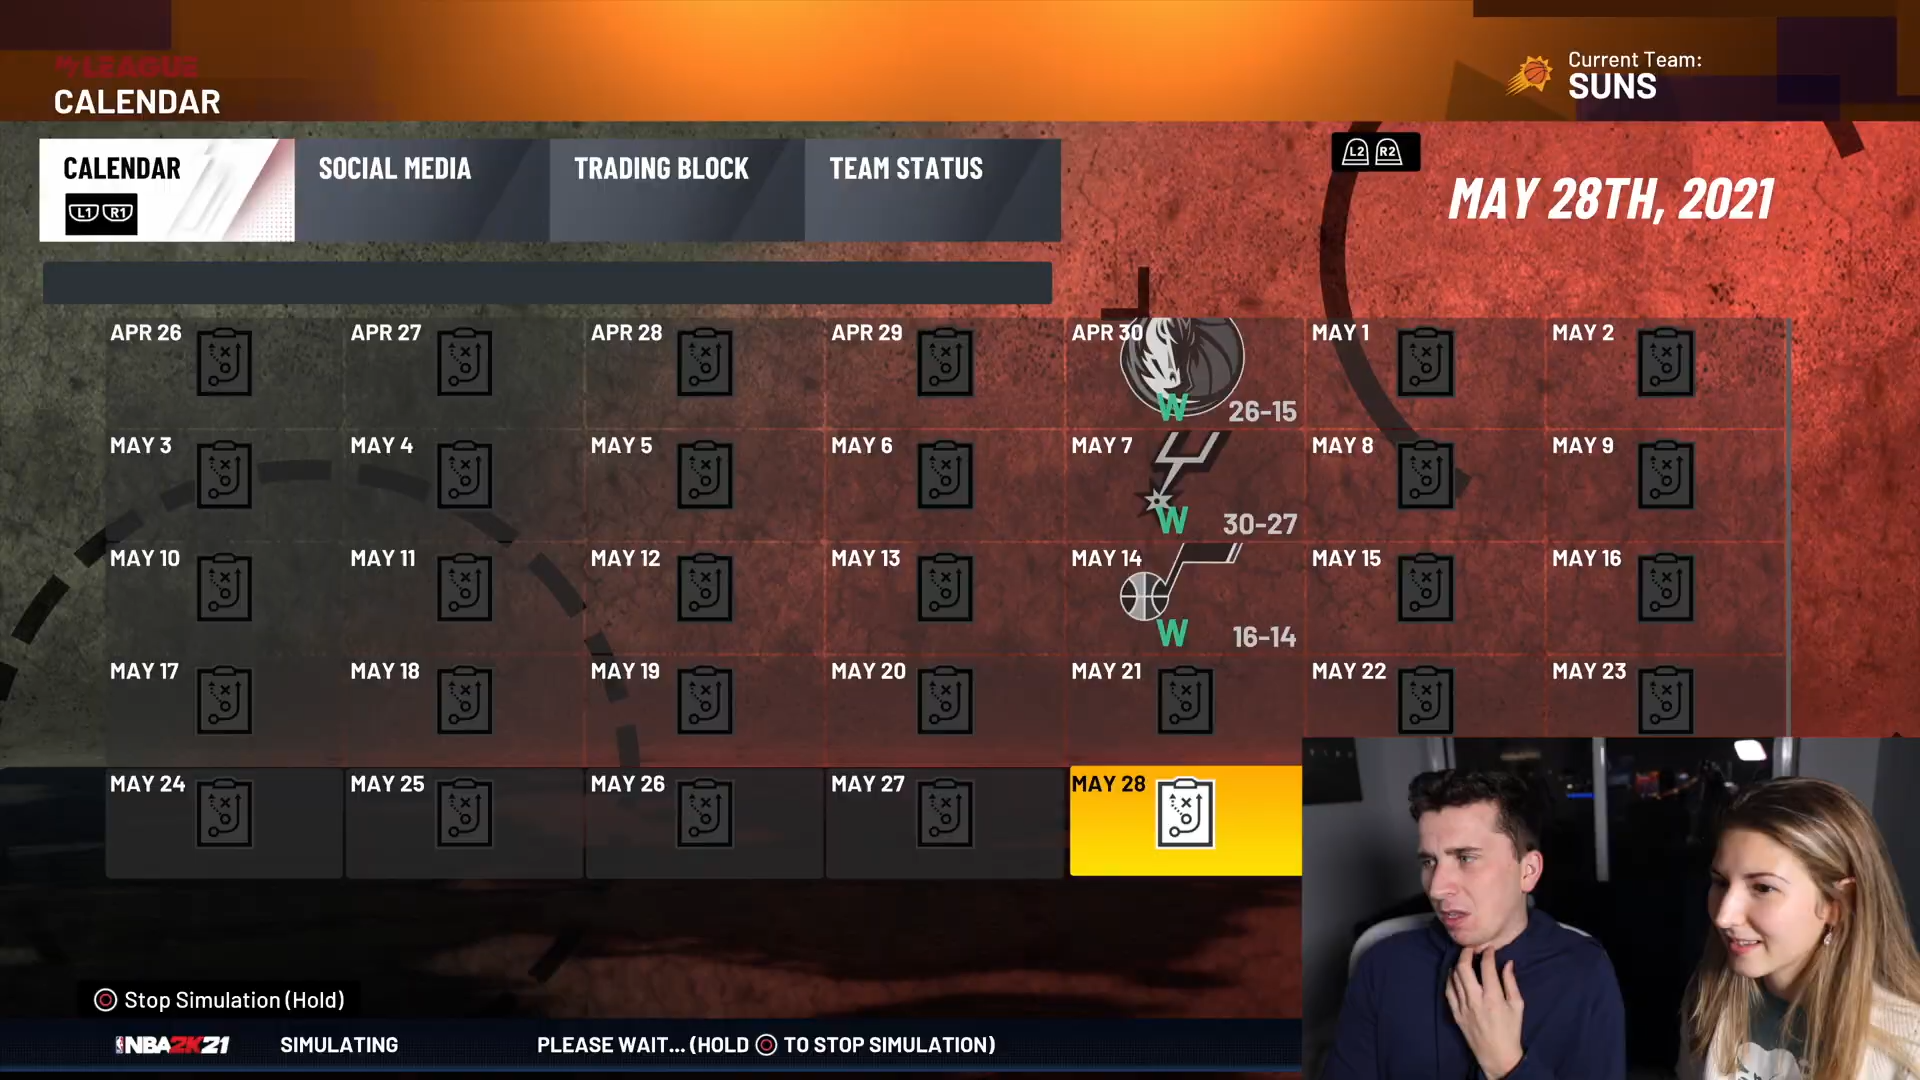 MyLEAGUE
CALENDAR
Current Team:
SUNS
CALENDAR
L1 R1
SOCIAL MEDIA
TRADING BLOCK
TEAM STATUS
L2 R2
MAY 28TH, 2021
APR 26
APR 27
APR 28
APR 29
APR 30
W 26-15
MAY 1
MAY 2
MAY 3
MAY 4
MAY 5
MAY 6
MAY 7
W 30-27
MAY 8
MAY 9
MAY 10
MAY 11
MAY 12
MAY 13
MAY 14
W 16-14
MAY 15
MAY 16
MAY 17
MAY 18
MAY 19
MAY 20
MAY 21
MAY 22
MAY 23
MAY 24
MAY 25
MAY 26
MAY 27
MAY 28
Stop Simulation (Hold)
NBA2K21
SIMULATING
PLEASE WAIT... (HOLD TO STOP SIMULATION)